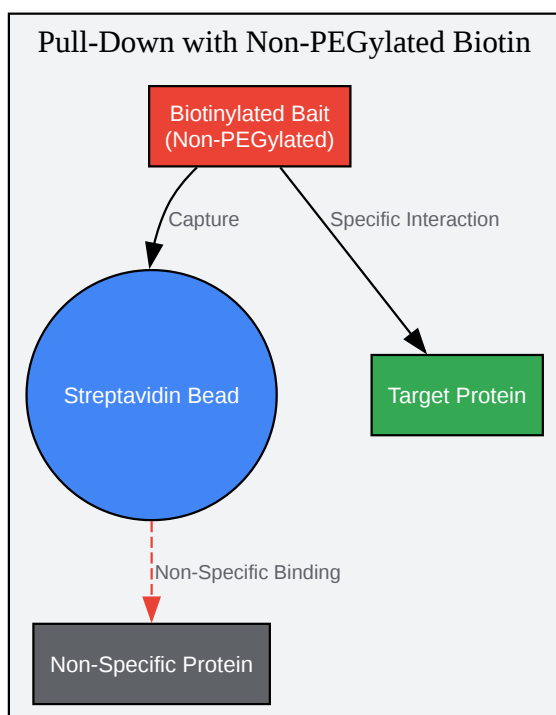 Pull-Down with Non-PEGylated Biotin
Biotinylated Bait
(Non-PEGylated)
Capture
Specific Interaction
Streptavidin Bead
Target Protein
Non-Specific Binding
Non-Specific Protein